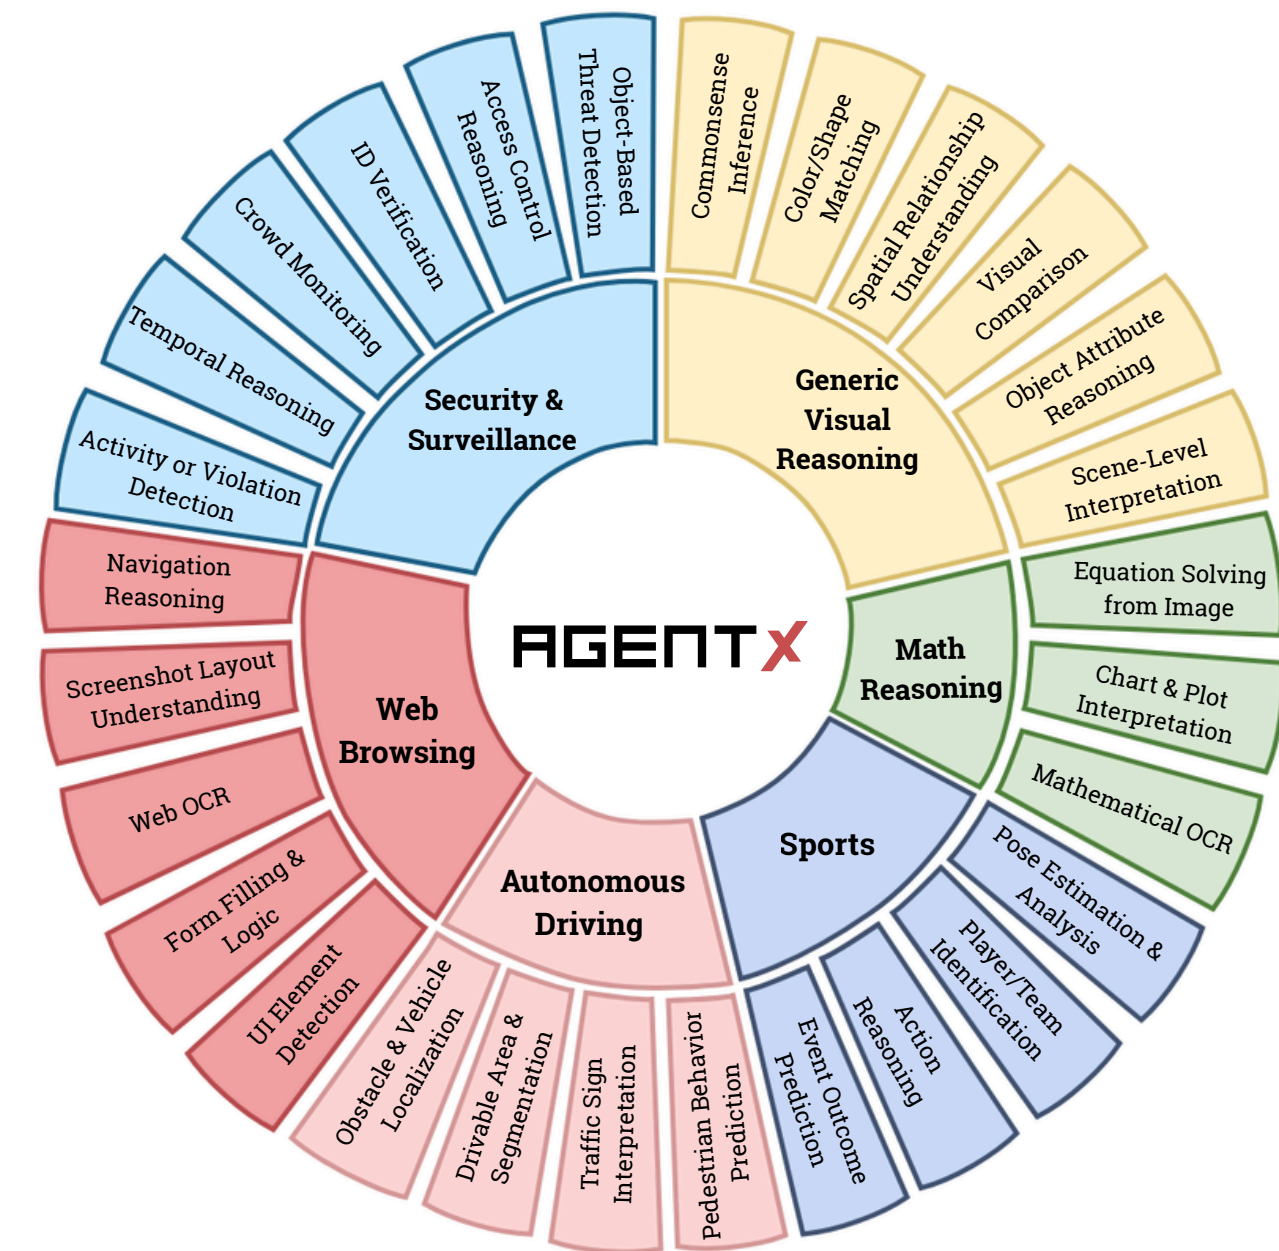 Object-Based
Threat Detection
Access Control
Reasoning
ID Verification
Crowd Monitoring
Temporal Reasoning
Activity or Violation
Detection
Security &
Surveillance
Commonsense
Inference
Color/Shape
Matching
Spatial Relationship
Understanding
Visual
Comparison
Object Attribute
Reasoning
Scene-Level
Interpretation
Generic
Visual
Reasoning
Equation Solving
from Image
Chart & Plot
Interpretation
Mathematical OCR
Math
Reasoning
AGENTX
Navigation
Reasoning
Screenshot Layout
Understanding
Web OCR
Form Filling &
Logic
UI Element
Detection
Web
Browsing
Autonomous
Driving
Obstacle & Vehicle
Localization
Drivable Area &
Segmentation
Traffic Sign
Interpretation
Pedestrian Behavior
Prediction
Sports
Pose Estimation &
Analysis
Player/Team
Identification
Action
Reasoning
Event Outcome
Prediction